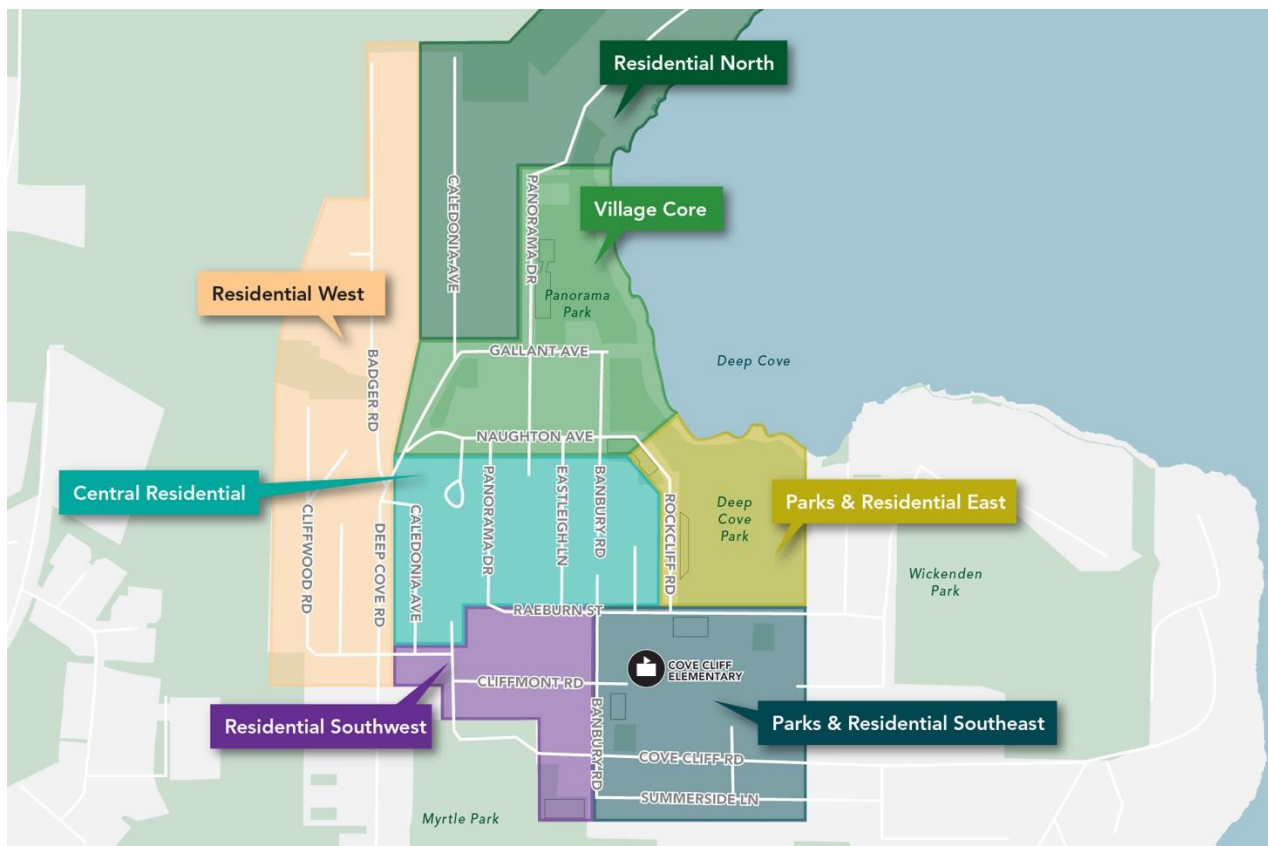 Residential North
Village Core
CALEDONIA AVE
PANORAMA DR
Residential West
Panorama
Park
BADGER RD
GALLANT AVE
Deep Cove
NAUGHTON AVE
Central Residential
CLIFFWOOD RD
DEEP COVE RD
CALEDONIA AVE
PANORAMA DR
EASTLEIGH LN
BANBURY RD
ROCKCLIFF RD
Deep
Cove
Park
Parks & Residential East
Wickenden
Park
RAEBURN ST
COVE CLIFF
ELEMENTARY
CLIFFMONT RD
Residential Southwest
BANBURY RD
Parks & Residential Southeast
COVE CLIFF RD
SUMMERSIDE LN
Myrtle Park